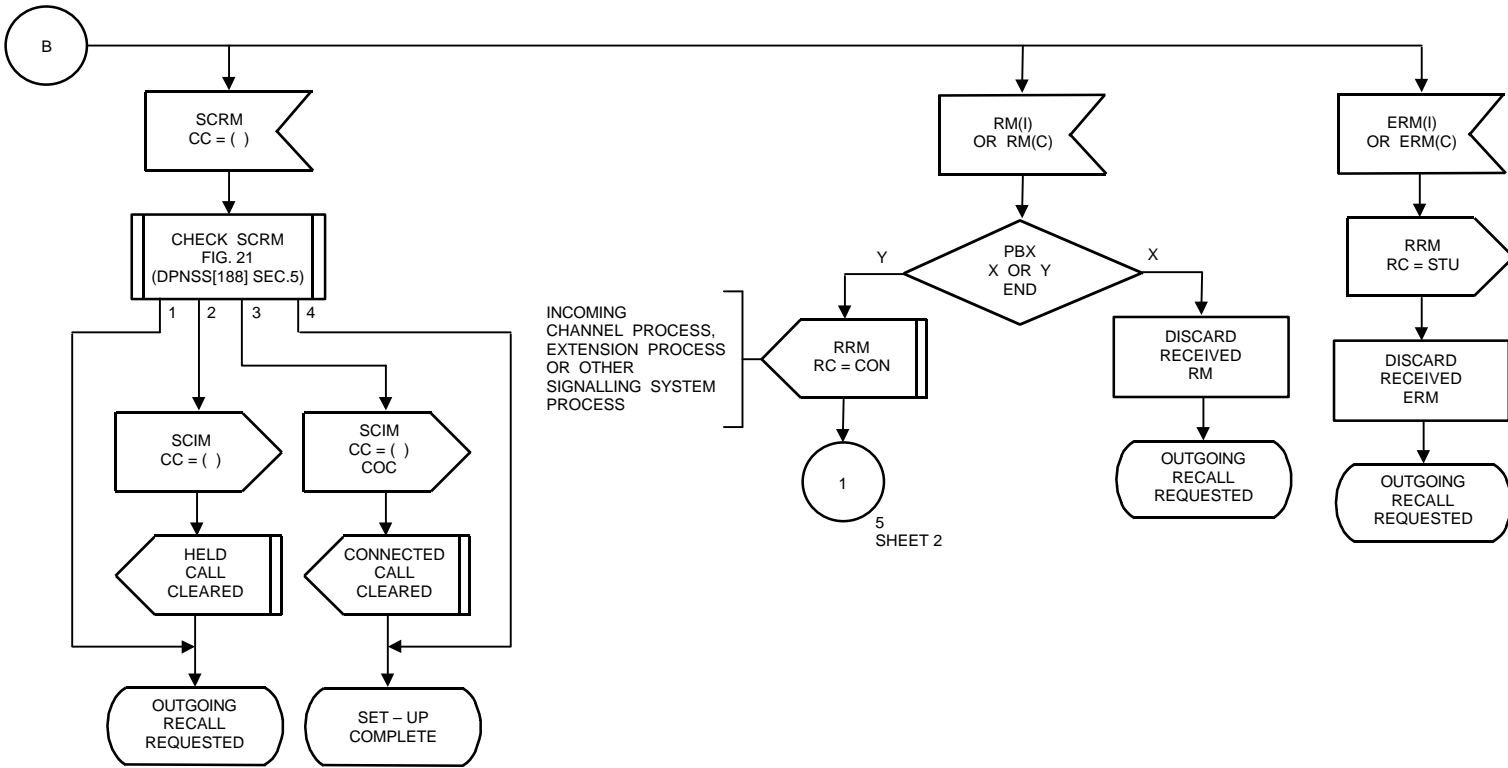 B
SCRM
CC = ( )
CHECK SCRM
FIG. 21
(DPNSS[188] SEC.5)
1
2
3
4
SCIM
CC = ( )
SCIM
CC = ( )
COC
HELD
CALL
CLEARED
CONNECTED
CALL
CLEARED
OUTGOING
RECALL
REQUESTED
SET – UP
COMPLETE
RM(I)
OR RM(C)
PBX
X OR Y
END
Y
X
INCOMING
CHANNEL PROCESS,
EXTENSION PROCESS
OR OTHER
SIGNALLING SYSTEM
PROCESS
RRM
RC = CON
1
5
SHEET 2
DISCARD
RECEIVED
RM
OUTGOING
RECALL
REQUESTED
ERM(I)
OR ERM(C)
RRM
RC = STU
DISCARD
RECEIVED
ERM
OUTGOING
RECALL
REQUESTED